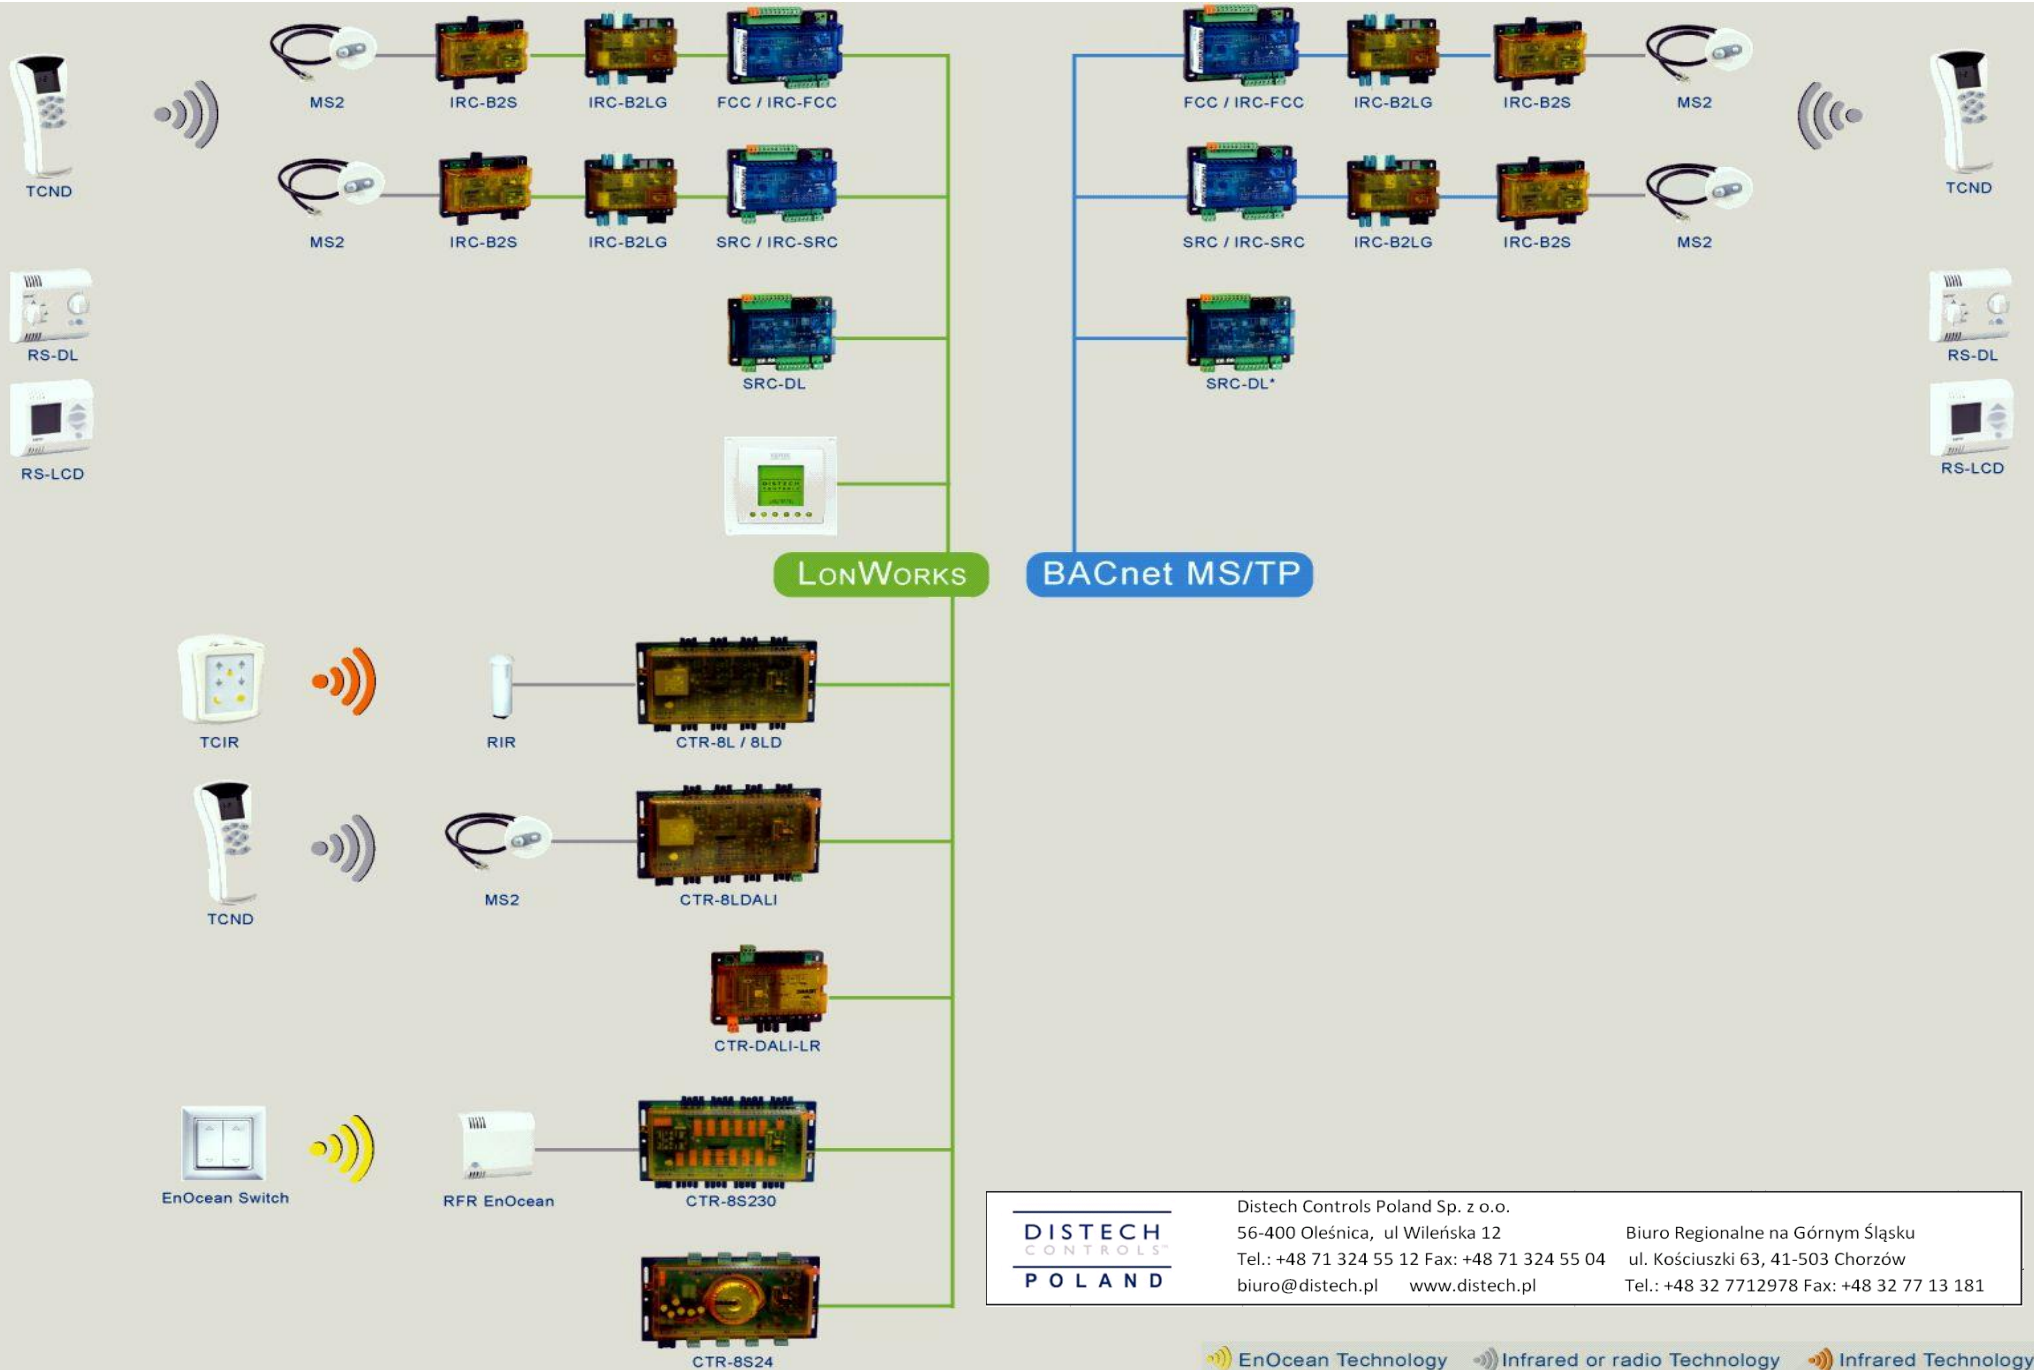 MS2 IRC-B2S IRC-B2LG FCC / IRC-FCC
FCC / IRC-FCC IRC-B2LG IRC-B2S MS2
TCND
TCND
MS2 IRC-B2S IRC-B2LG SRC / IRC-SRC
SRC / IRC-SRC IRC-B2LG IRC-B2S MS2
RS-DL
SRC-DL
SRC-DL*
RS-DL
RS-LCD
RS-LCD
DISTECH
LONWORKS
BACnet MS/TP
TCIR RIR CTR-8L / 8LD
TCND MS2 CTR-8LDALI
CTR-DALI-LR
EnOcean Switch RFR EnOcean CTR-8S230
CTR-8S24
DISTECH
CONTROLS™
POLAND
Distech Controls Poland Sp. z o.o.
56-400 Oleśnica, ul Wileńska 12
Tel.: +48 71 324 55 12 Fax: +48 71 324 55 04
biuro@distech.pl www.distech.pl
Biuro Regionalne na Górnym Śląsku
ul. Kościuszki 63, 41-503 Chorzów
Tel.: +48 32 7712978 Fax: +48 32 77 13 181
EnOcean Technology Infrared or radio Technology Infrared Technology